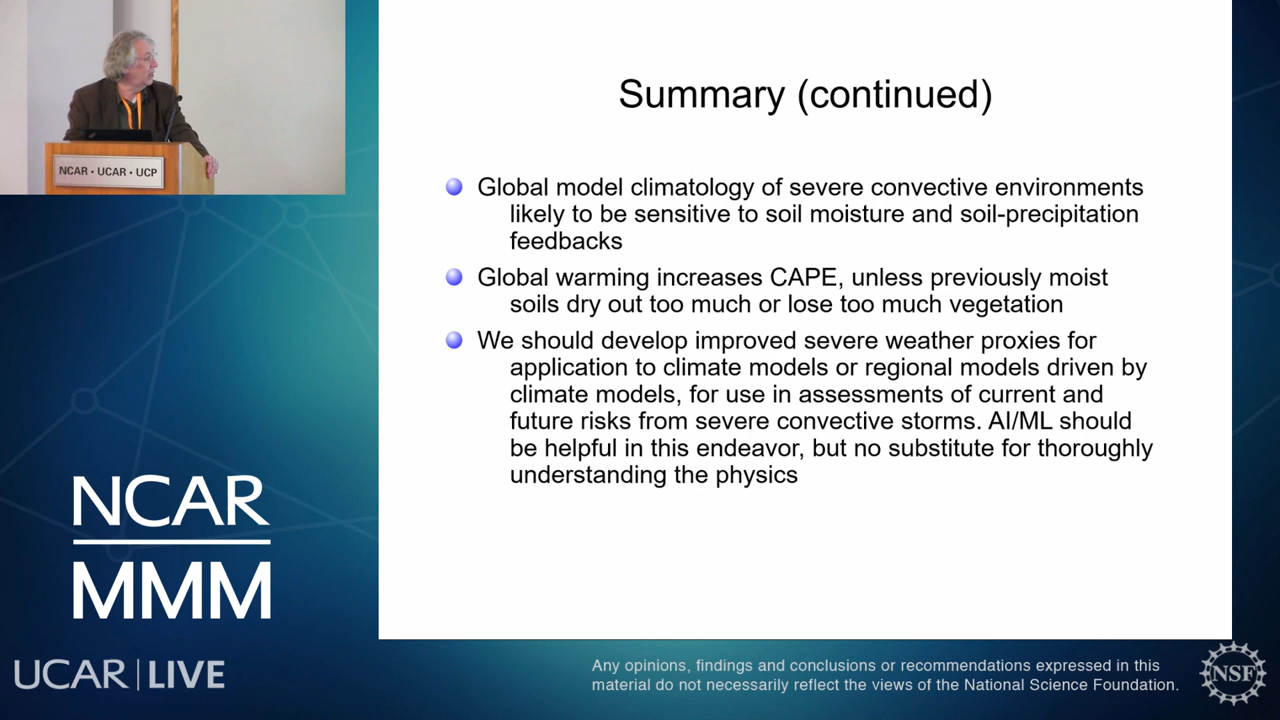 NCAR • UCAR • UCP
Summary (continued)
Global model climatology of severe convective environments
likely to be sensitive to soil moisture and soil-precipitation
feedbacks
Global warming increases CAPE, unless previously moist
soils dry out too much or lose too much vegetation
We should develop improved severe weather proxies for
application to climate models or regional models driven by
climate models, for use in assessments of current and
future risks from severe convective storms. AI/ML should
be helpful in this endeavor, but no substitute for thoroughly
understanding the physics
NCAR
MMM
UCAR | LIVE
Any opinions, findings and conclusions or recommendations expressed in this
material do not necessarily reflect the views of the National Science Foundation.
NSF